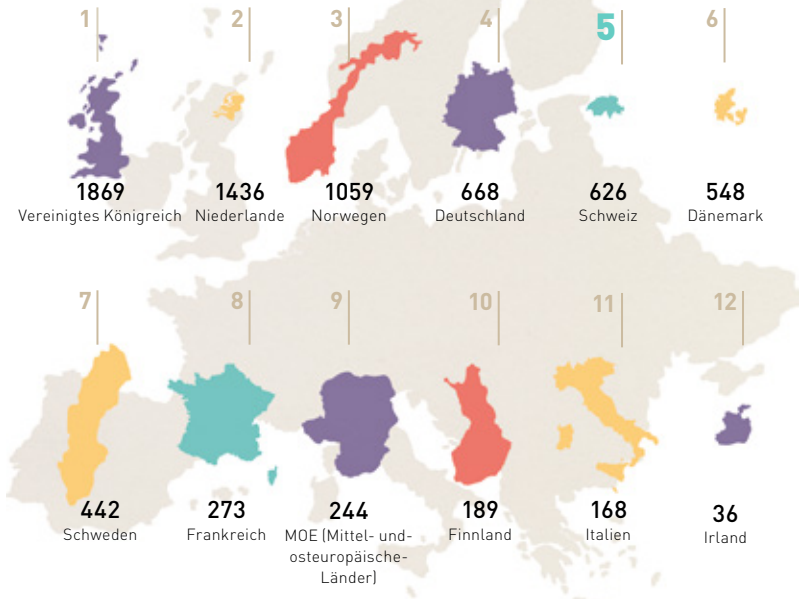 1 2 3 4 5 6
1869 1436 1059 668 626 548
Vereinigtes Königreich Niederlande Norwegen Deutschland Schweiz Dänemark
7 8 9 10 11 12
442 273 244 189 168 36
Schweden Frankreich MOE (Mittel- und- Finnland Italien Irland
osteuropäische-
Länder)